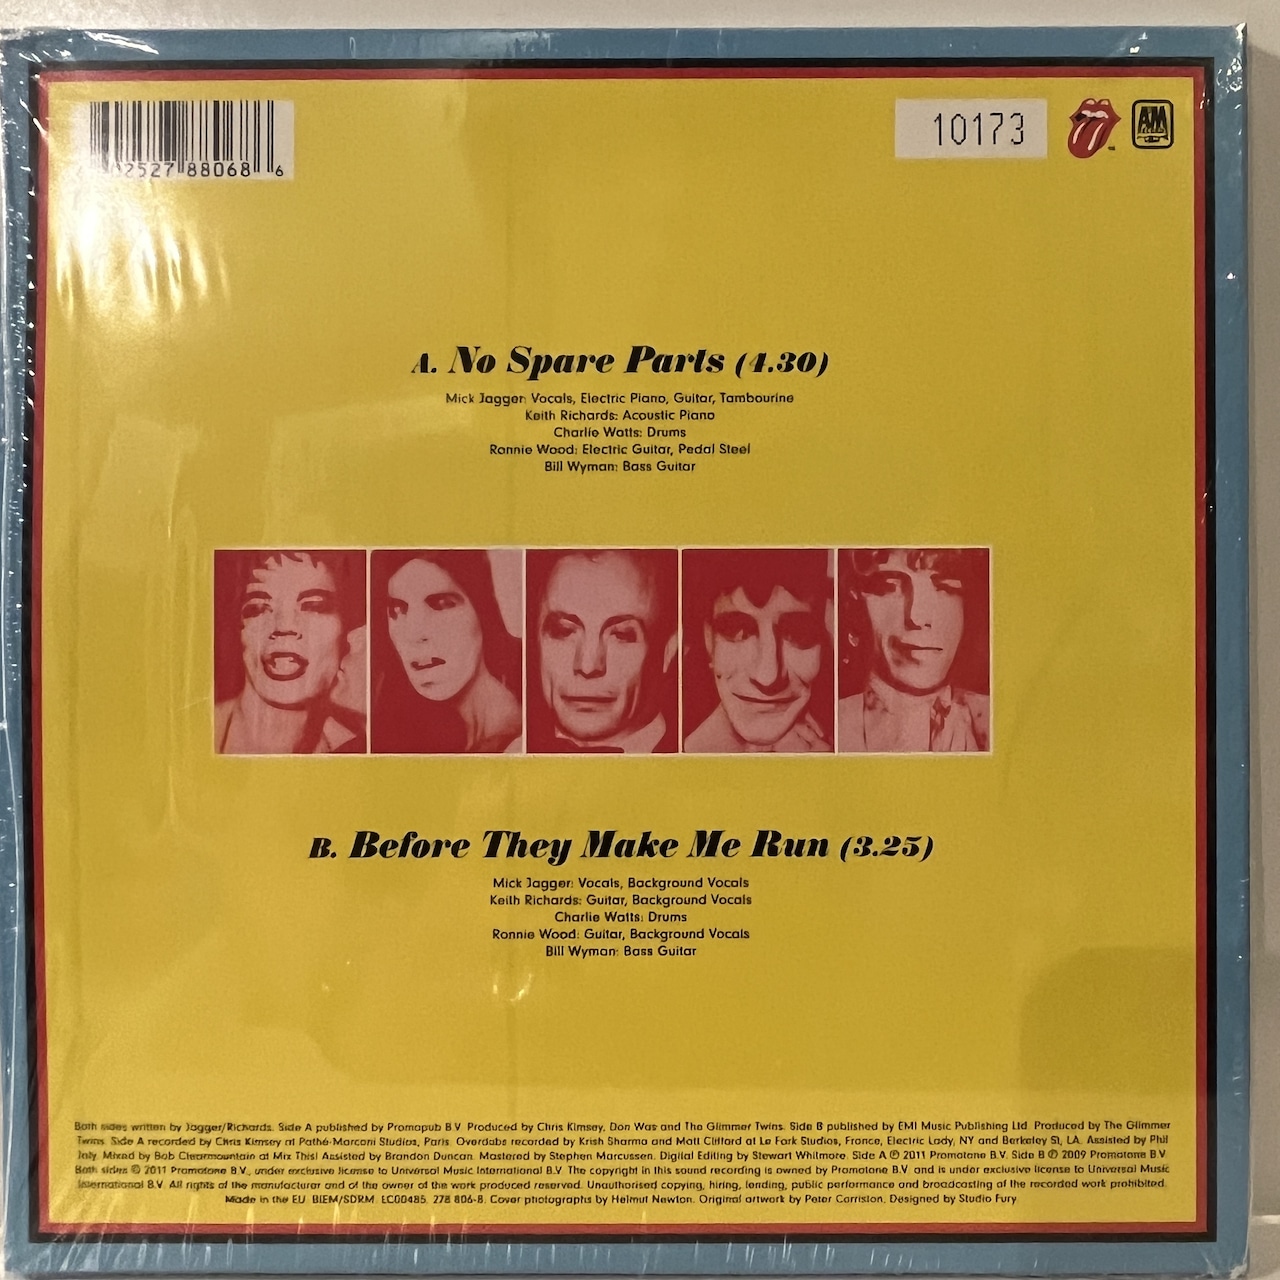 02527 88068 6
10173
A&M
A. No Spare Parts (4.30)
Mick Jagger: Vocals, Electric Piano, Guitar, Tambourine
Keith Richards: Acoustic Piano
Charlie Watts: Drums
Ronnie Wood: Electric Guitar, Pedal Steel
Bill Wyman: Bass Guitar
B. Before They Make Me Run (3.25)
Mick Jagger: Vocals, Background Vocals
Keith Richards: Guitar, Background Vocals
Charlie Watts: Drums
Ronnie Wood: Guitar, Background Vocals
Bill Wyman: Bass Guitar
Both sides written by Jagger/Richards. Side A published by Promopub B.V. Produced by Chris Kimsey, Don Was and The Glimmer Twins. Side B published by EMI Music Publishing Ltd. Produced by The Glimmer
Twins. Side A recorded by Chris Kimsey at Pathé-Marconi Studios, Paris. Overdubs recorded by Krish Sharma and Matt Clifford at Le Fork Studios, France, Electric Lady, NY and Berkeley St, LA. Assisted by Phil
Joly. Mixed by Bob Clearmountain at Mix This! Assisted by Brandon Duncan. Mastered by Stephen Marcussen. Digital Editing by Stewart Whitmore. Side A ℗ 2011 Promotone B.V. Side B ℗ 2009 Promotone B.V.
Both sides © 2011 Promotone B.V., under exclusive license to Universal Music International B.V. The copyright in this sound recording is owned by Promotone B.V. and is under exclusive license to Universal Music
International B.V. All rights of the manufacturer and of the owner of the work produced reserved. Unauthorised copying, hiring, lending, public performance and broadcasting of the recorded work prohibited.
Made in the EU. BIEM/SDRM. LC00485. 278 806-8. Cover photographs by Helmut Newton. Original artwork by Peter Corriston. Designed by Studio Fury.